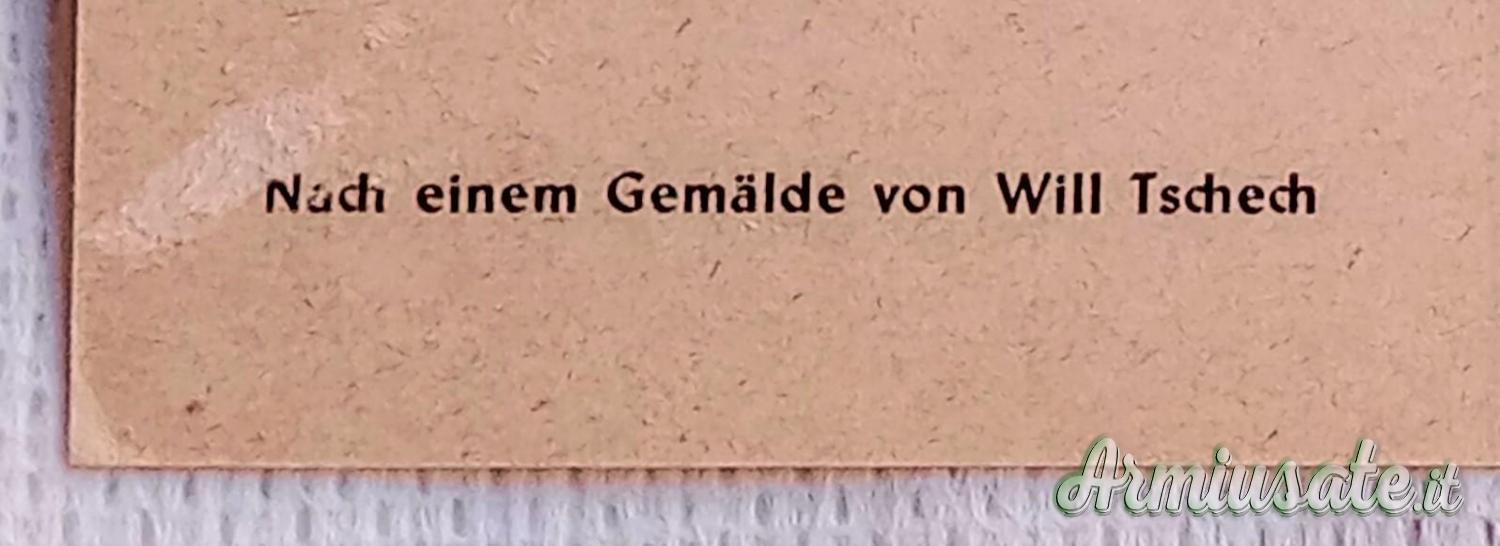 Nach einem Gemälde von Will Tschech
Armiusate.it